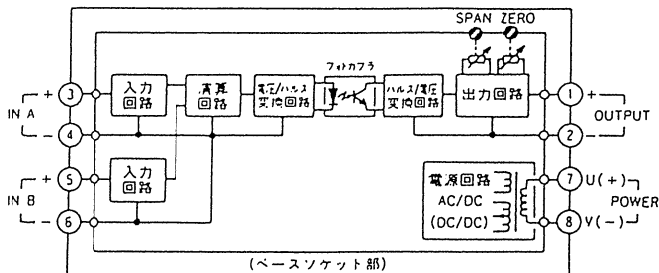 SPAN ZERO
フォトカプラ
IN A
+
3
-
4
入力
回路
演算
回路
電圧/パルス
変換回路
パルス/電圧
変換回路
出力回路
1
+
2
-
OUTPUT
IN B
+
5
-
6
入力
回路
電源回路
AC/DC
(DC/DC)
7
U(+)
8
V(-)
POWER
(ベースソケット部)